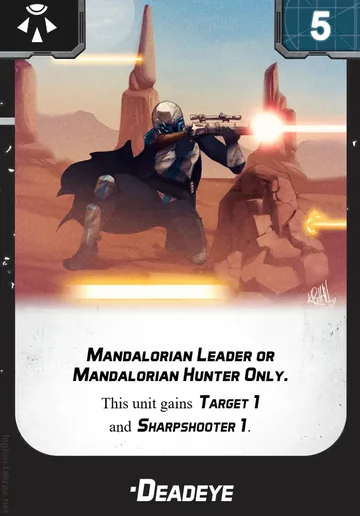 5
MANDALORIAN LEADER OR
MANDALORIAN HUNTER ONLY.
This unit gains TARGET 1
and SHARPSHOOTER 1.
•DEADEYE